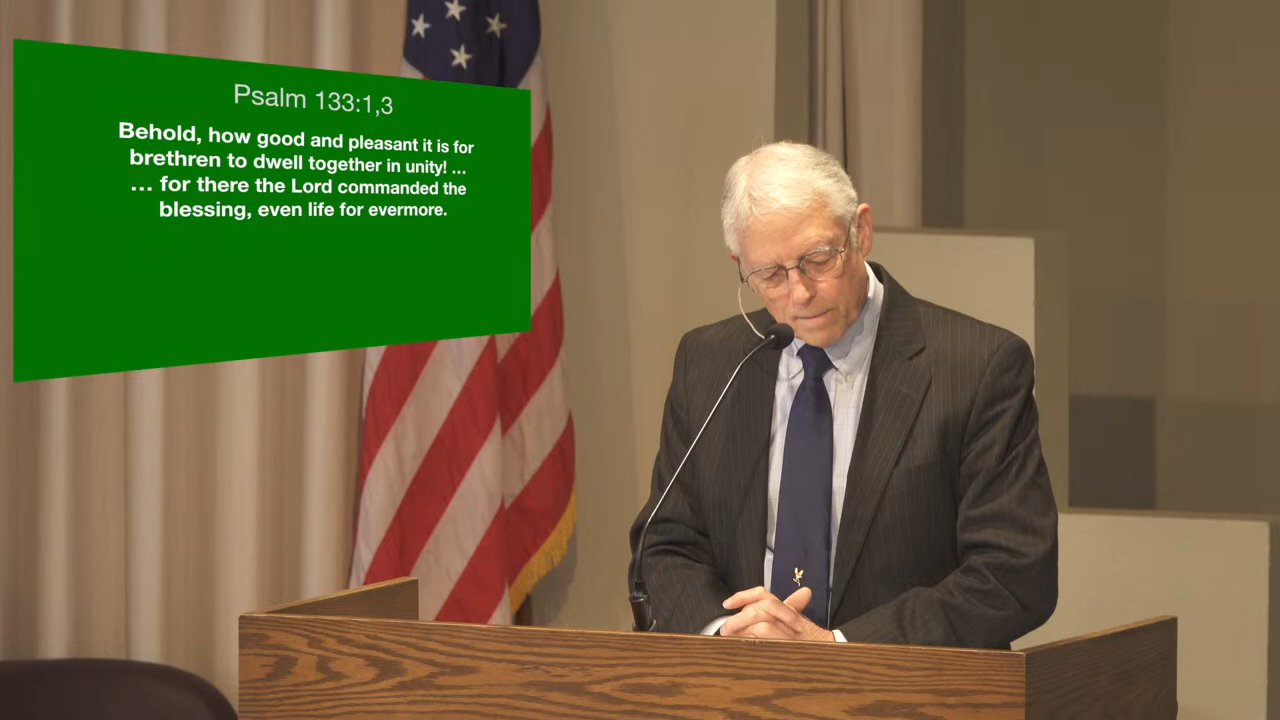 Psalm 133:1,3
Behold, how good and pleasant it is for
brethren to dwell together in unity! ...
... for there the Lord commanded the
blessing, even life for evermore.